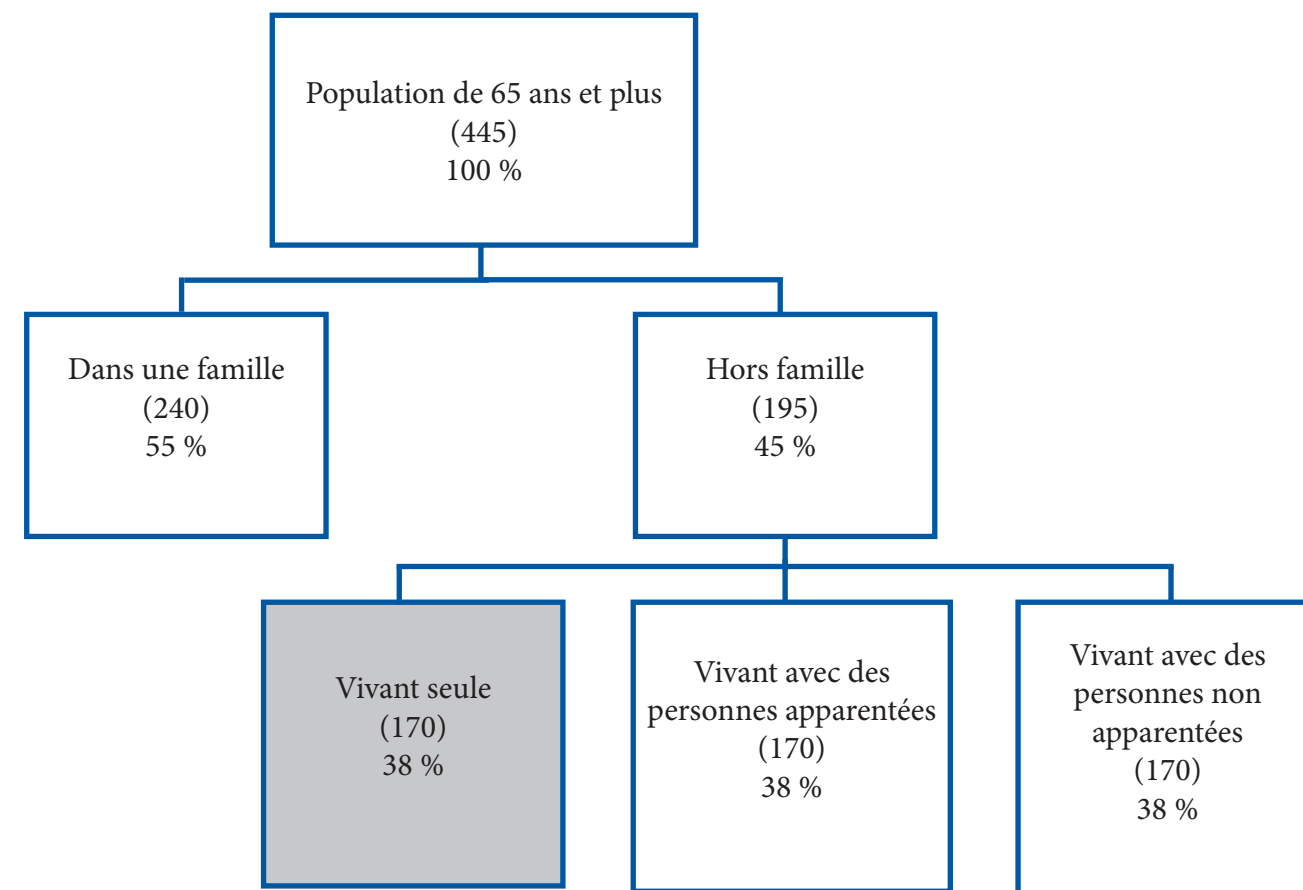 Population de 65 ans et plus
(445)
100 %
Dans une famille
(240)
55 %
Hors famille
(195)
45 %
Vivant seule
(170)
38 %
Vivant avec des
personnes apparentées
(170)
38 %
Vivant avec des
personnes non
apparentées
(170)
38 %